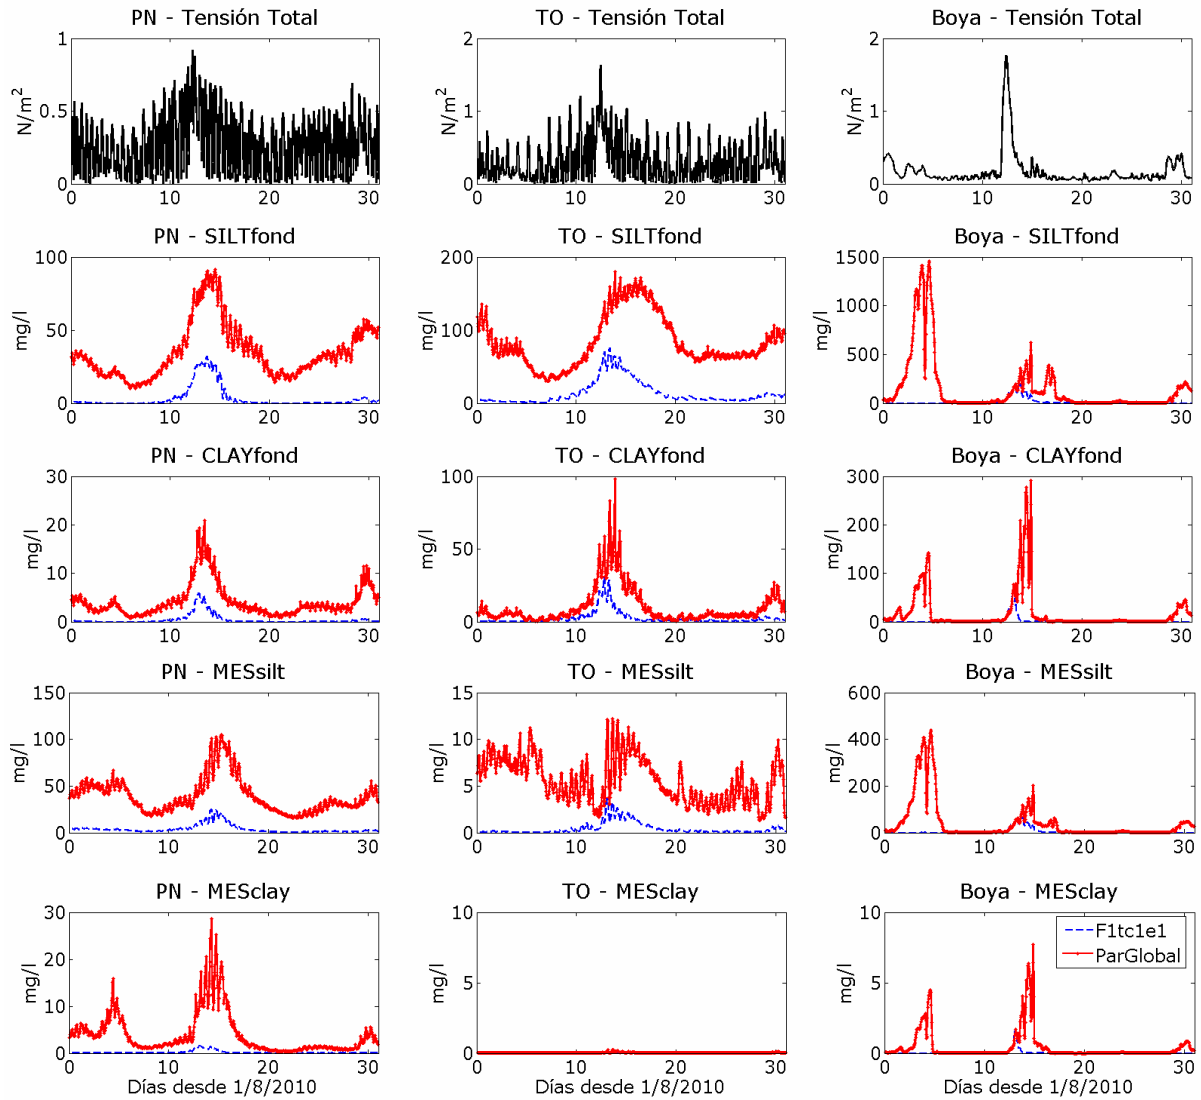 PN - Tensión Total
TO - Tensión Total
Boya - Tensión Total
N/m²
1
0.5
0
0 10 20 30
N/m²
2
1
0
0 10 20 30
N/m²
2
1
0
0 10 20 30
PN - SILTfond
TO - SILTfond
Boya - SILTfond
mg/l
100
50
0
0 10 20 30
mg/l
200
100
0
0 10 20 30
mg/l
1500
1000
500
0
0 10 20 30
PN - CLAYfond
TO - CLAYfond
Boya - CLAYfond
mg/l
30
20
10
0
0 10 20 30
mg/l
100
50
0
0 10 20 30
mg/l
300
200
100
0
0 10 20 30
PN - MESsilt
TO - MESsilt
Boya - MESsilt
mg/l
150
100
50
0
0 10 20 30
mg/l
15
10
5
0
0 10 20 30
mg/l
600
400
200
0
0 10 20 30
PN - MESclay
TO - MESclay
Boya - MESclay
mg/l
30
20
10
0
0 10 20 30
Días desde 1/8/2010
mg/l
10
5
0
0 10 20 30
Días desde 1/8/2010
mg/l
10
5
0
F1tc1e1
ParGlobal
0 10 20 30
Días desde 1/8/2010